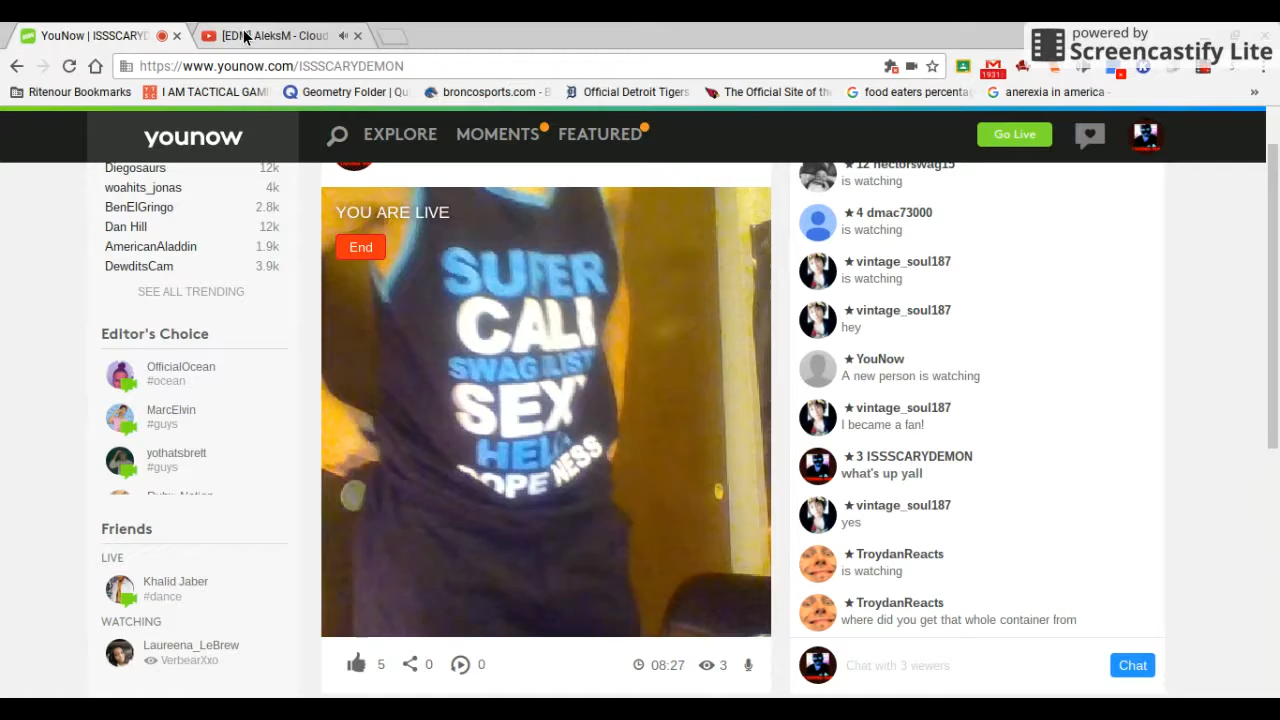 YouNow | ISSSCARYD
[EDM] AleksM - Cloud
powered by
Screencastify Lite
https://www.younow.com/ISSSCARYDEMON
1931
Ritenour Bookmarks
I AM TACTICAL GAMI
Geometry Folder | Qu
broncosports.com - B
Official Detroit Tigers
The Official Site of th
food eaters percenta
anerexia in america -
»
younow
EXPLORE
MOMENTS
FEATURED
Go Live
Diegosaurs 12k
woahits_jonas 4k
BenElGringo 2.8k
Dan Hill 12k
AmericanAladdin 1.9k
DewditsCam 3.9k
SEE ALL TRENDING
Editor's Choice
OfficialOcean
#ocean
MarcElvin
#guys
yothatsbrett
#guys
Friends
LIVE
Khalid Jaber
#dance
WATCHING
Laureena_LeBrew
VerbearXxo
YOU ARE LIVE
End
SUPER
CALI
SWAG
SEXY
DOPENESS
5 0 0 08:27 3
12 hectorswag15
is watching
4 dmac73000
is watching
vintage_soul187
is watching
vintage_soul187
hey
YouNow
A new person is watching
vintage_soul187
I became a fan!
3 ISSSCARYDEMON
what's up yall
vintage_soul187
yes
TroydanReacts
is watching
TroydanReacts
where did you get that whole container from
Chat with 3 viewers
Chat